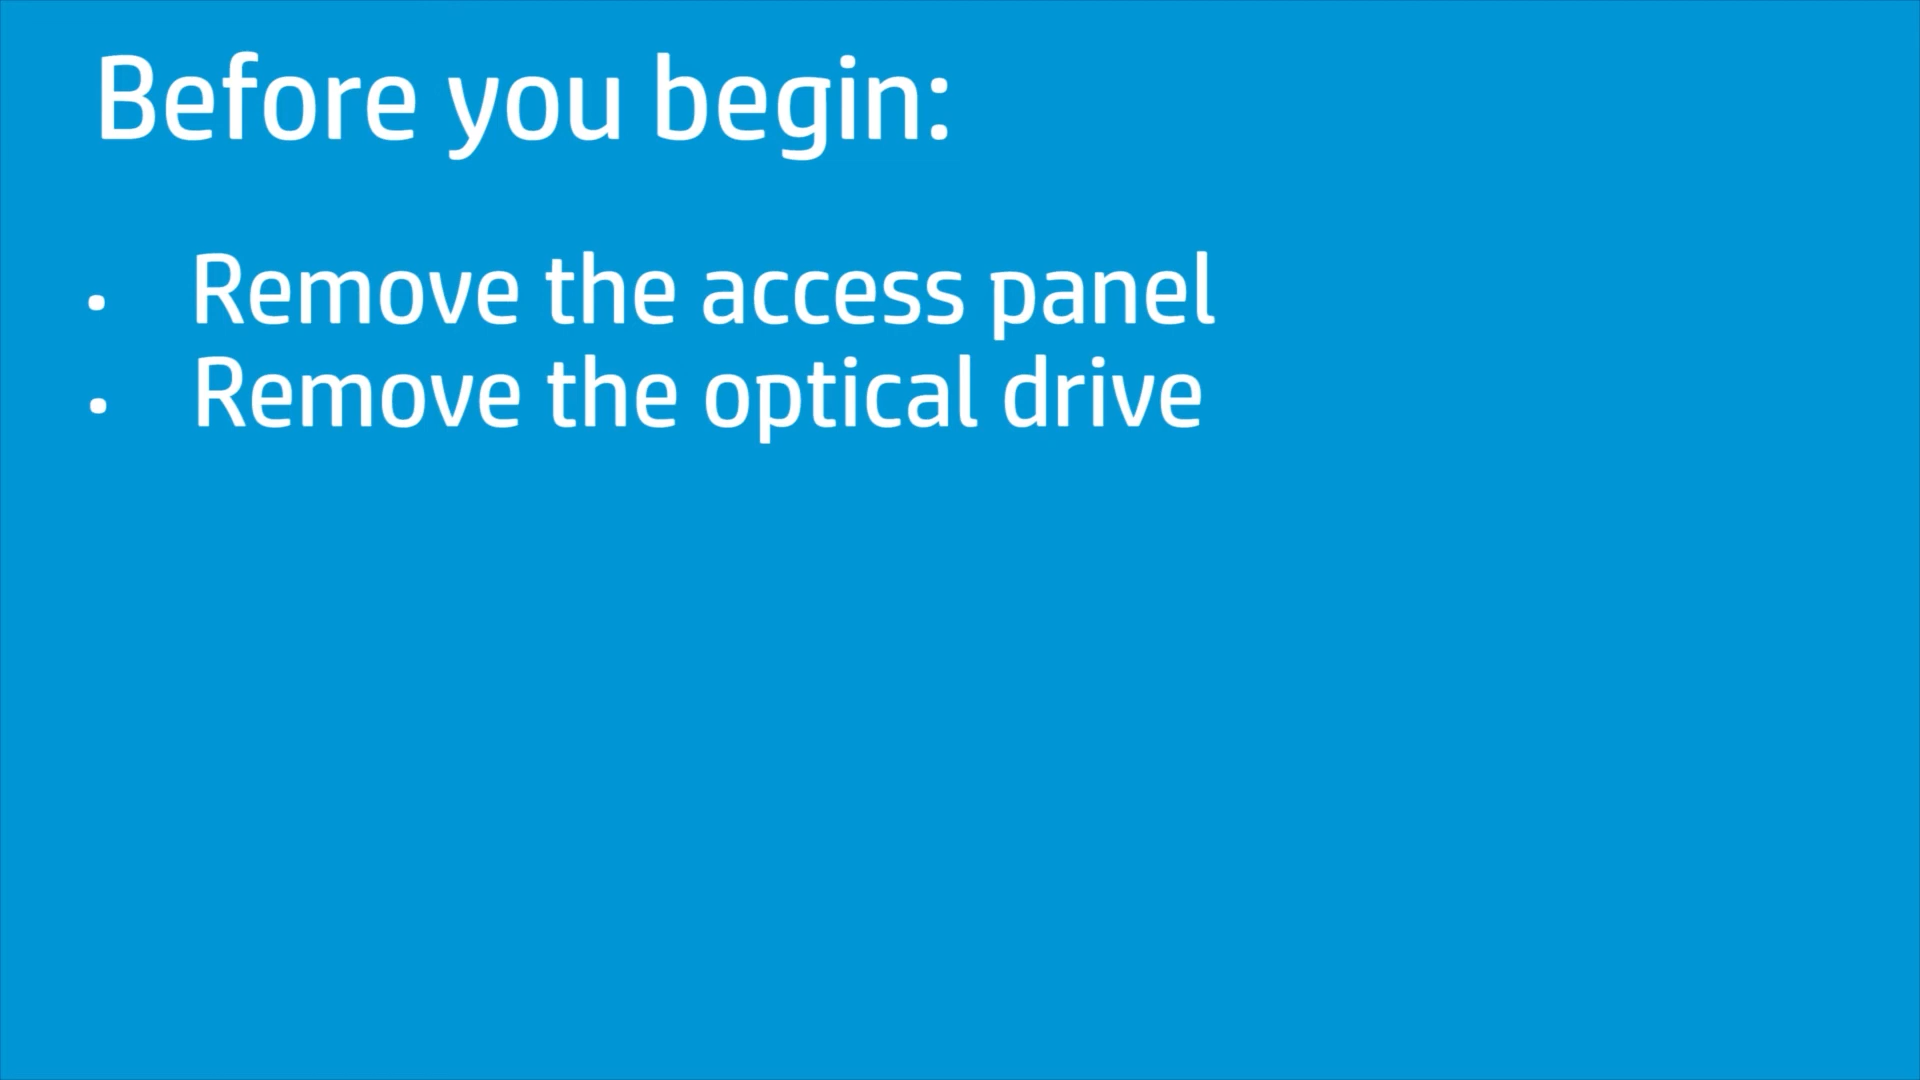 Before you begin:
• Remove the access panel
• Remove the optical drive